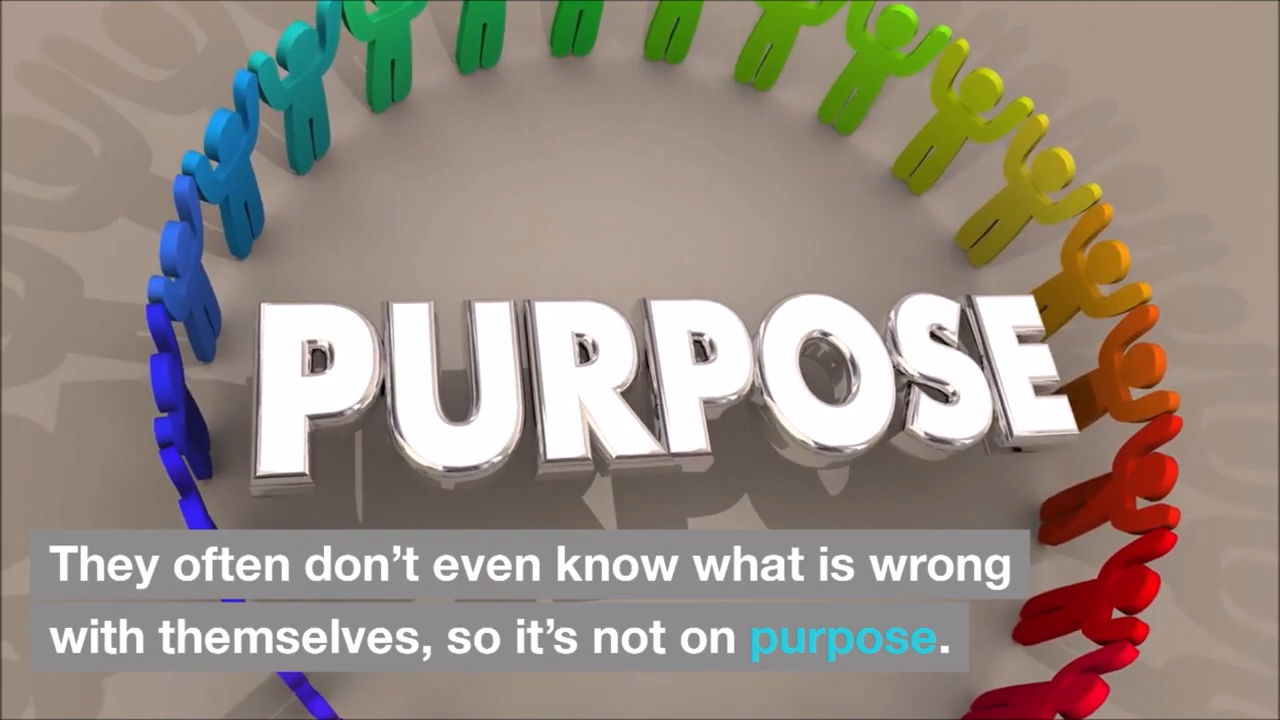 PURPOSE
They often don’t even know what is wrong
with themselves, so it’s not on purpose.